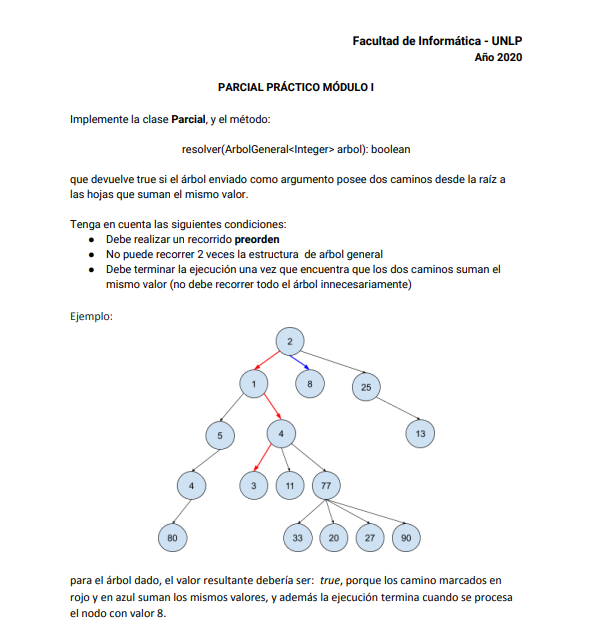 Facultad de Informática - UNLP
Año 2020
PARCIAL PRÁCTICO MÓDULO I
Implemente la clase Parcial, y el método:
resolver(ArbolGeneral<Integer> arbol): boolean
que devuelve true si el árbol enviado como argumento posee dos caminos desde la raíz a
las hojas que suman el mismo valor.
Tenga en cuenta las siguientes condiciones:
● Debe realizar un recorrido preorden
● No puede recorrer 2 veces la estructura de árbol general
● Debe terminar la ejecución una vez que encuentra que los dos caminos suman el
mismo valor (no debe recorrer todo el árbol innecesariamente)
Ejemplo:
2
1 8 25
5 4 13
4 3 11 77
80 33 20 27 90
para el árbol dado, el valor resultante debería ser: true, porque los camino marcados en
rojo y en azul suman los mismos valores, y además la ejecución termina cuando se procesa
el nodo con valor 8.